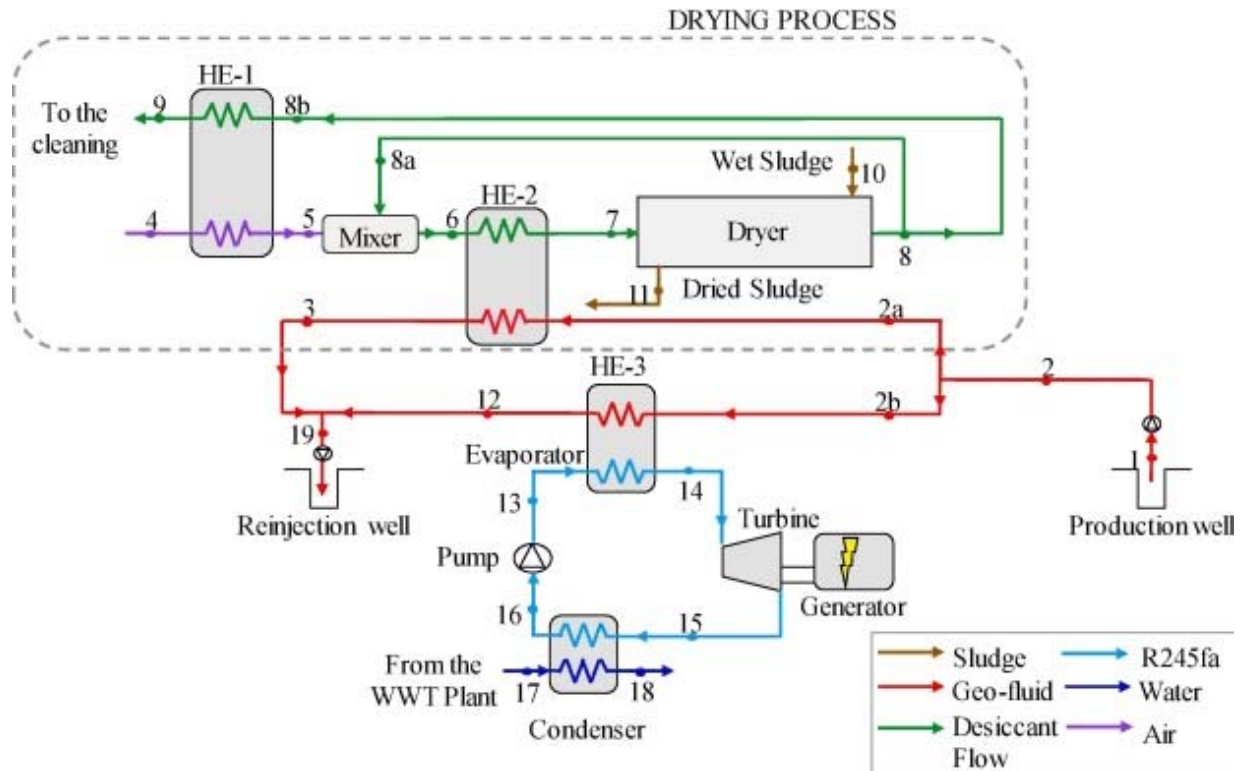 DRYING PROCESS
HE-1
9
8b
To the
cleaning
8a
Wet Sludge
10
HE-2
4
5
Mixer
6
7
Dryer
8
11
Dried Sludge
3
2a
HE-3
2
12
2b
19
Evaporator
14
1
13
Reinjection well
Turbine
Production well
Pump
16
15
Generator
From the
WWT Plant
17
18
Condenser
Sludge
R245fa
Geo-fluid
Water
Desiccant
Flow
Air